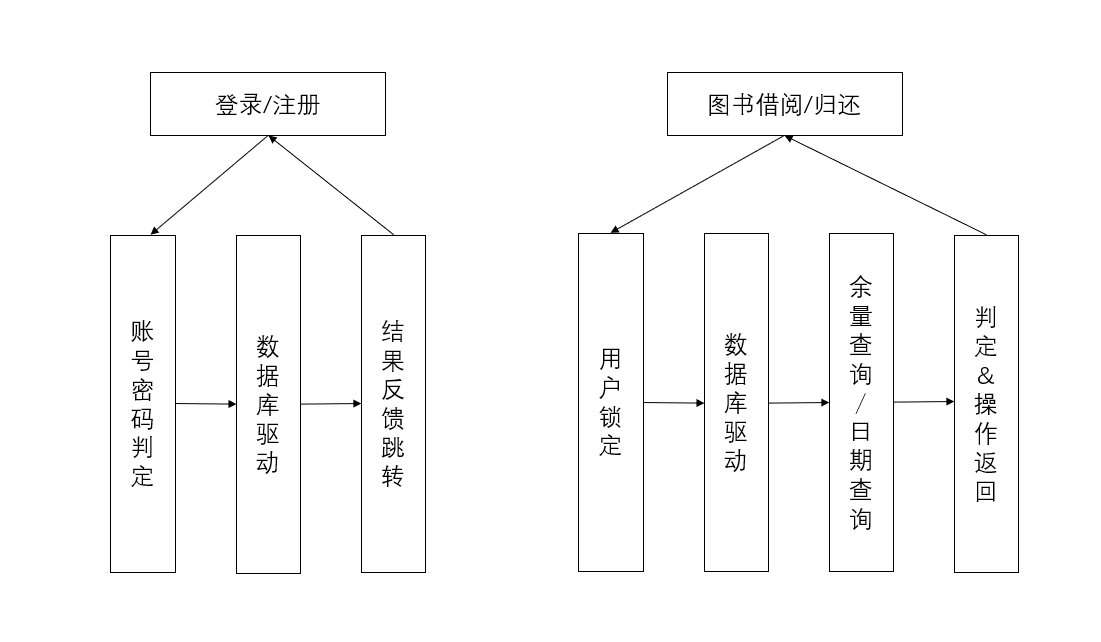 登录/注册
图书借阅/归还
账号密码判定
数据库驱动
结果反馈跳转
用户锁定
数据库驱动
余量查询/日期查询
判定&操作返回